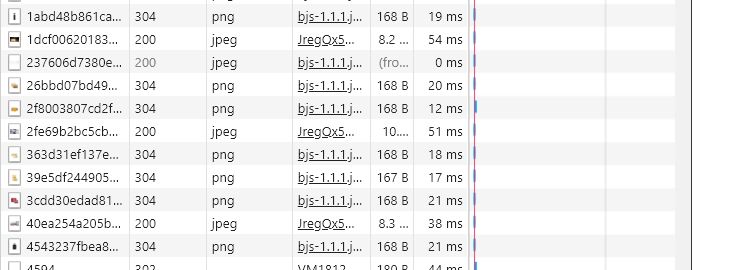 1abd48b861ca... 304 png bjs-1.1.1.j... 168 B 19 ms
1dcf00620183... 200 jpeg JregQx5... 8.2 ... 54 ms
237606d7380e... 200 jpeg bjs-1.1.1.j... (fro... 0 ms
26bbd07bd49... 304 png bjs-1.1.1.j... 168 B 20 ms
2f8003807cd2f... 304 png bjs-1.1.1.j... 168 B 12 ms
2fe69b2bc5cb... 200 jpeg JregQx5... 10.... 51 ms
363d31ef137e... 304 png bjs-1.1.1.j... 168 B 18 ms
39e5df244905... 304 png bjs-1.1.1.j... 167 B 17 ms
3cdd30edad81... 304 png bjs-1.1.1.j... 168 B 21 ms
40ea254a205b... 200 jpeg JregQx5... 8.3 ... 38 ms
4543237fbea8... 304 png bjs-1.1.1.j... 168 B 21 ms
4594 302 VM1812 180 B 44 ms